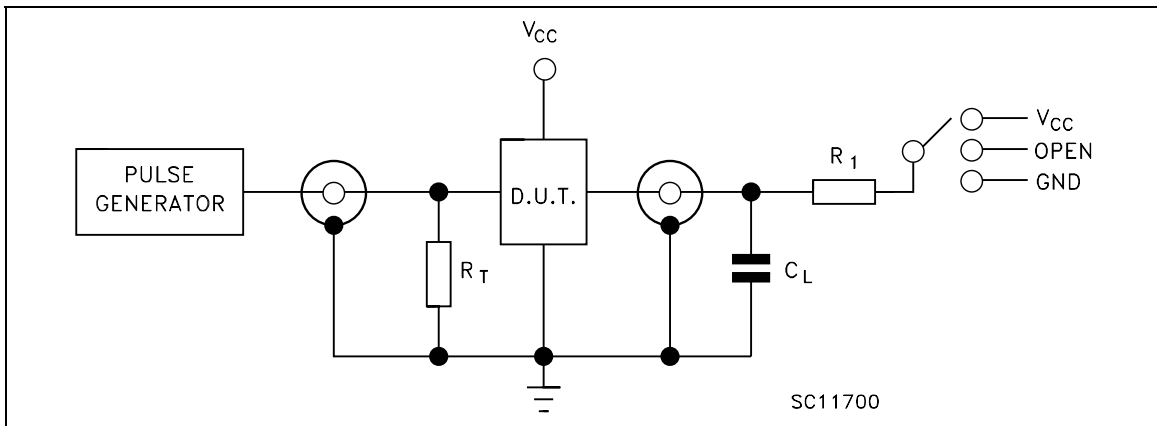 VCC
PULSE
GENERATOR
D.U.T.
RT
CL
R1
VCC
OPEN
GND
SC11700